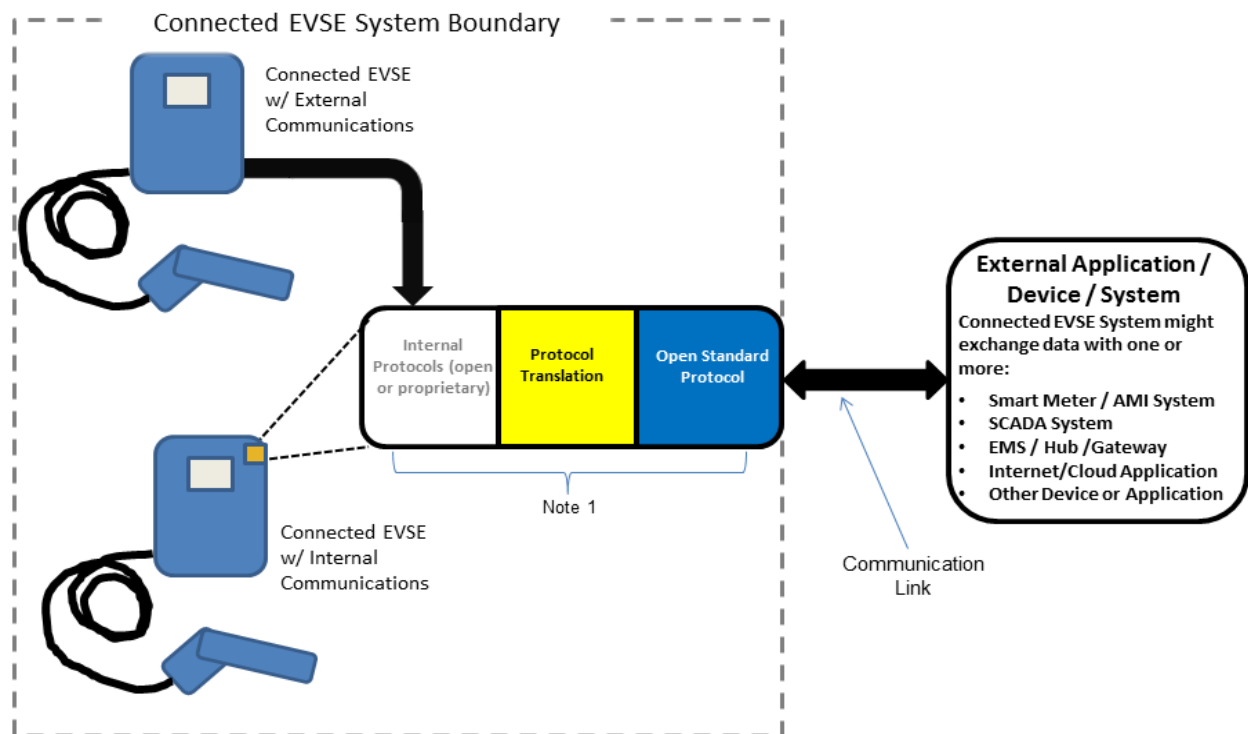 Connected EVSE System Boundary
Connected EVSE
w/ External
Communications
Internal
Protocols (open
or proprietary)
Protocol
Translation
Open Standard
Protocol
Note 1
Connected EVSE
w/ Internal
Communications
External Application /
Device / System
Connected EVSE System might
exchange data with one or
more:
• Smart Meter / AMI System
• SCADA System
• EMS / Hub /Gateway
• Internet/Cloud Application
• Other Device or Application
Communication
Link